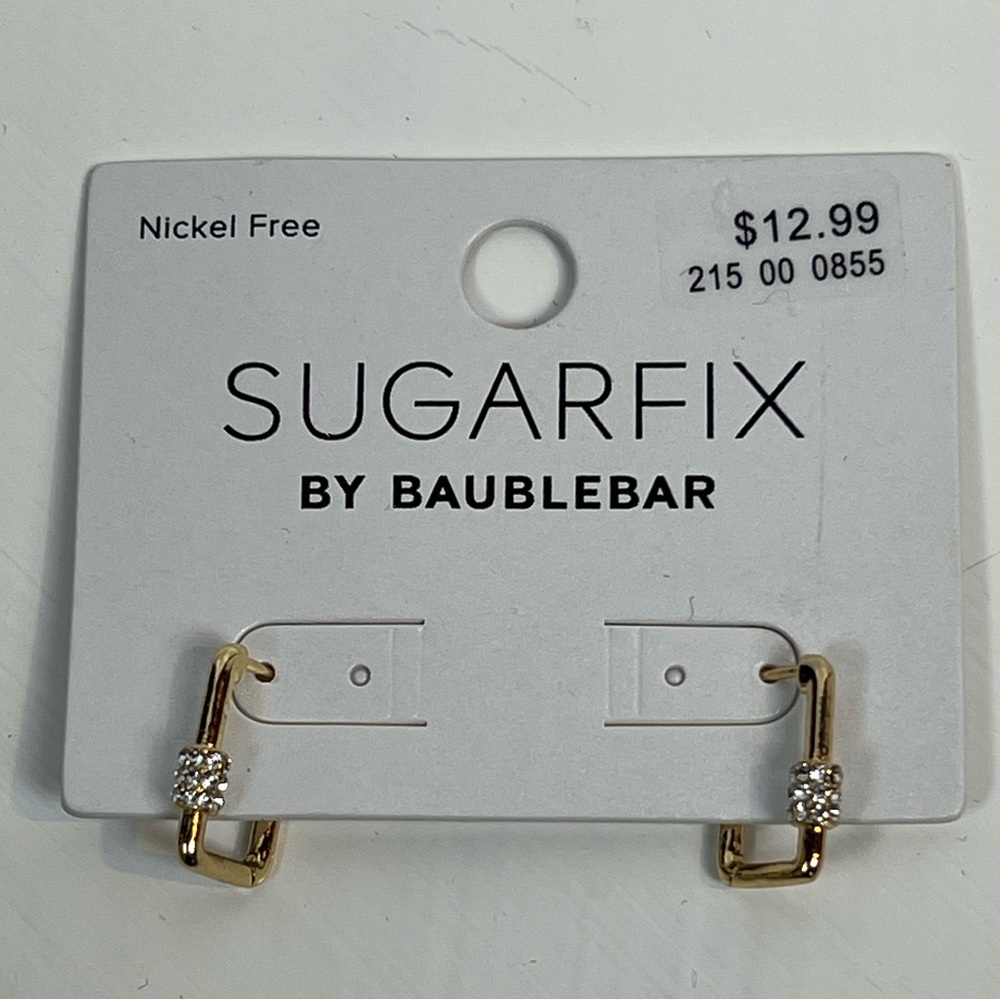 Nickel Free
$12.99
215 00 0855
SUGARFIX
BY BAUBLEBAR